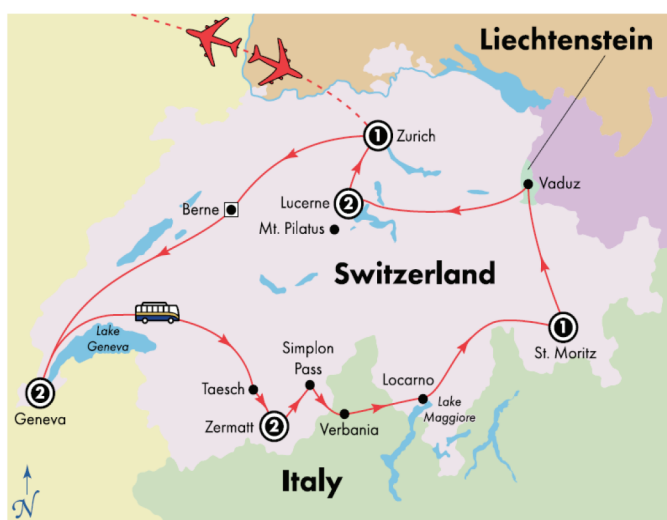 Liechtenstein
1
Zurich
Vaduz
Berne
Lucerne
2
Mt. Pilatus
Switzerland
Lake
Geneva
1
St. Moritz
Simplon
Pass
Taesch
Locarno
2
Geneva
Lake
Maggiore
Zermatt
2
Verbania
Italy
N